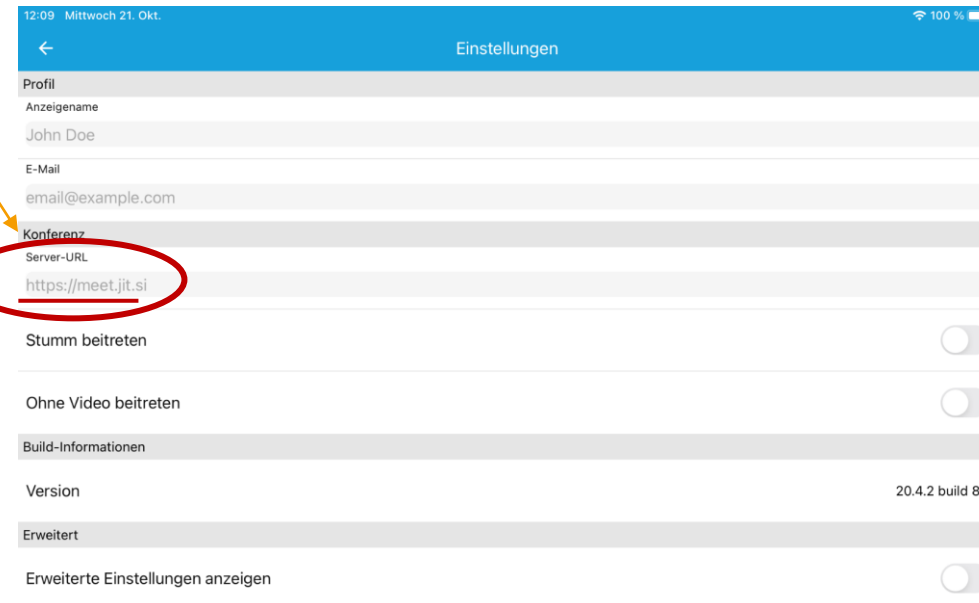 12:09 Mittwoch 21. Okt. 100 %
Einstellungen
Profil
Anzeigename
John Doe
E-Mail
email@example.com
Konferenz
Server-URL
https://meet.jit.si
Stumm beitreten
Ohne Video beitreten
Build-Informationen
Version 20.4.2 build 8
Erweitert
Erweiterte Einstellungen anzeigen